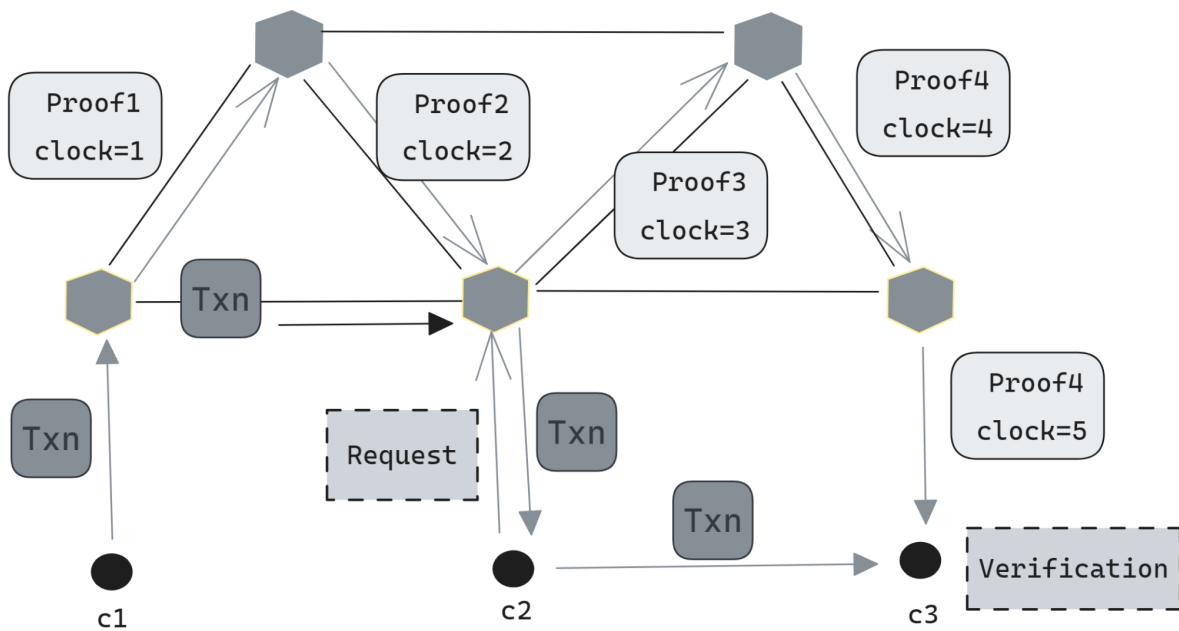 Proof1
clock=1
Proof2
clock=2
Proof4
clock=4
Proof3
clock=3
Txn
Proof4
clock=5
Txn
Request
Txn
Txn
Verification
c1
c2
c3